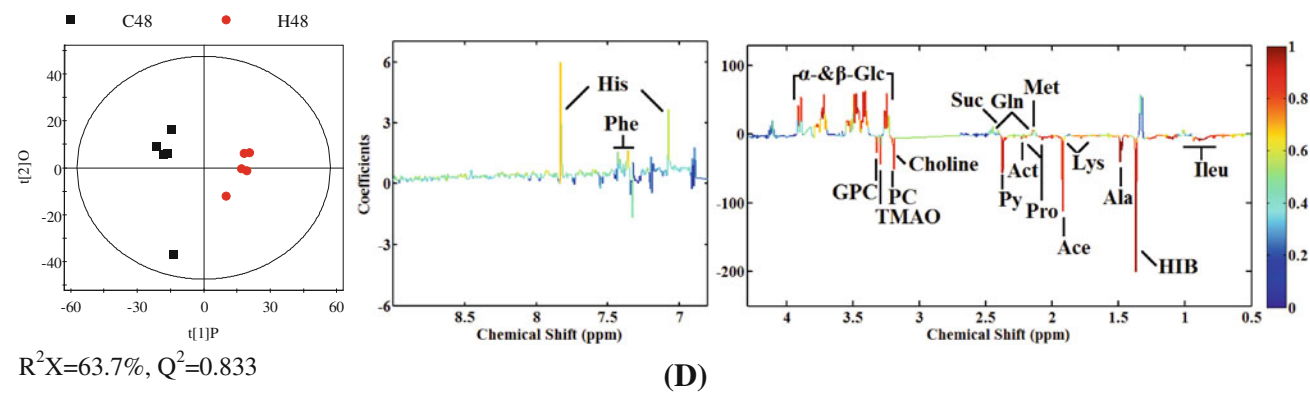 C48 H48
40
20
0
-20
-40
-60 -30 0 30 60
t[2]O
t[1]P
R²X=63.7%, Q²=0.833
6
3
0
-3
-6
Coefficients
His
Phe
8.5 8 7.5 7
Chemical Shift (ppm)
100
0
-100
-200
α-&β-Glc
Suc Gln Met
GPC TMAO PC Choline
Py Act Pro Lys Ala Ileu
Ace HIB
4 3.5 3 2.5 2 1.5 1 0.5
Chemical Shift (ppm)
1
0.8
0.6
0.4
0.2
0
(D)